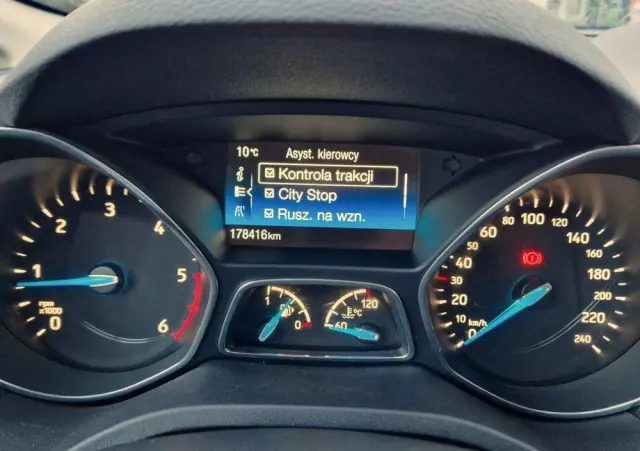 10°C
Asyst. kierowcy
Kontrola trakcji
City Stop
Rusz. na wzn.
178416km
0
1
2
3
4
5
6
rpm
x1000
1
0
60
120
°C
0
10
20
30
40
60
80
100
120
140
160
180
200
220
240
km/h